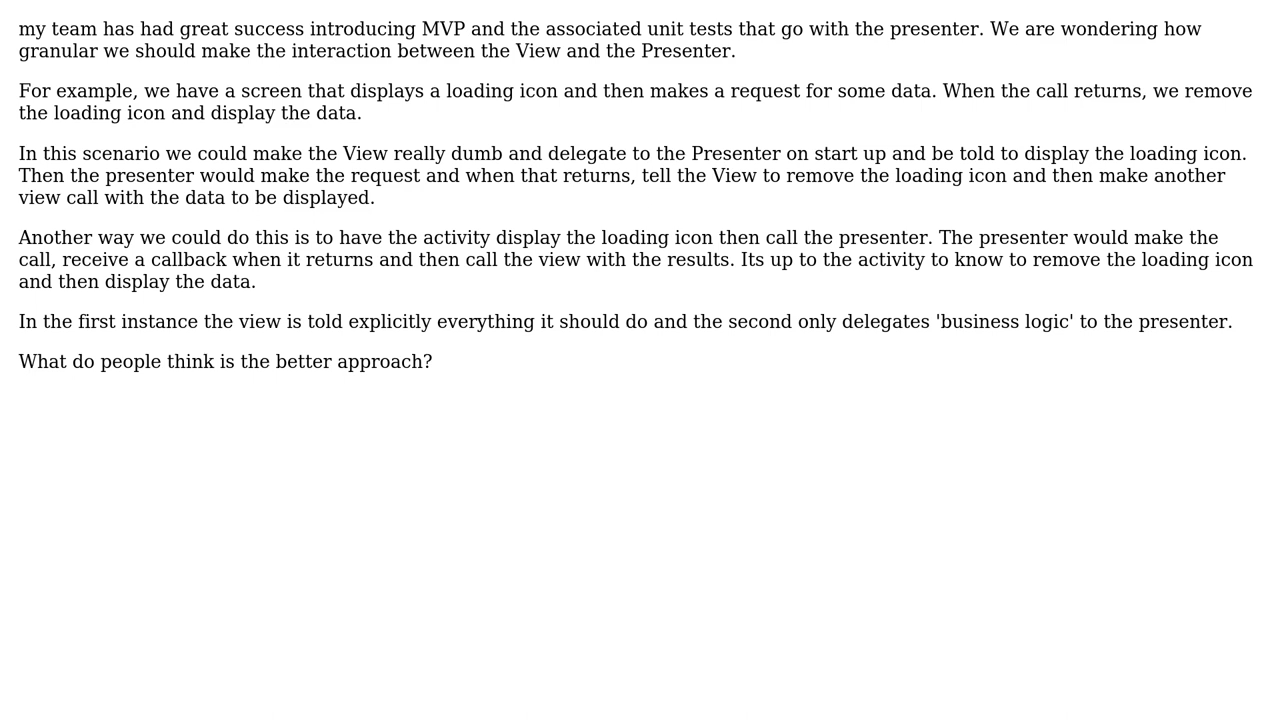 my team has had great success introducing MVP and the associated unit tests that go with the presenter. We are wondering how
granular we should make the interaction between the View and the Presenter.
For example, we have a screen that displays a loading icon and then makes a request for some data. When the call returns, we remove
the loading icon and display the data.
In this scenario we could make the View really dumb and delegate to the Presenter on start up and be told to display the loading icon.
Then the presenter would make the request and when that returns, tell the View to remove the loading icon and then make another
view call with the data to be displayed.
Another way we could do this is to have the activity display the loading icon then call the presenter. The presenter would make the
call, receive a callback when it returns and then call the view with the results. Its up to the activity to know to remove the loading icon
and then display the data.
In the first instance the view is told explicitly everything it should do and the second only delegates 'business logic' to the presenter.
What do people think is the better approach?